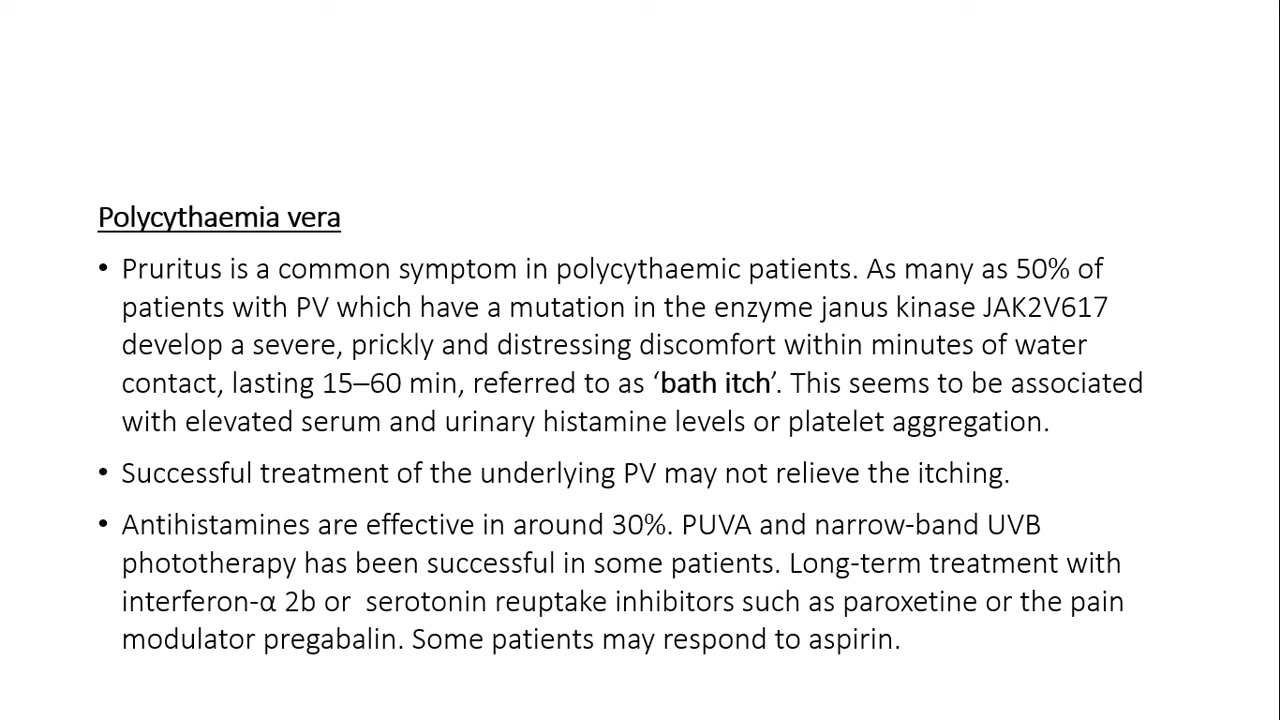 Polycythaemia vera
• Pruritus is a common symptom in polycythaemic patients. As many as 50% of
patients with PV which have a mutation in the enzyme janus kinase JAK2V617
develop a severe, prickly and distressing discomfort within minutes of water
contact, lasting 15–60 min, referred to as ‘bath itch’. This seems to be associated
with elevated serum and urinary histamine levels or platelet aggregation.
• Successful treatment of the underlying PV may not relieve the itching.
• Antihistamines are effective in around 30%. PUVA and narrow-band UVB
phototherapy has been successful in some patients. Long-term treatment with
interferon-α 2b or  serotonin reuptake inhibitors such as paroxetine or the pain
modulator pregabalin. Some patients may respond to aspirin.